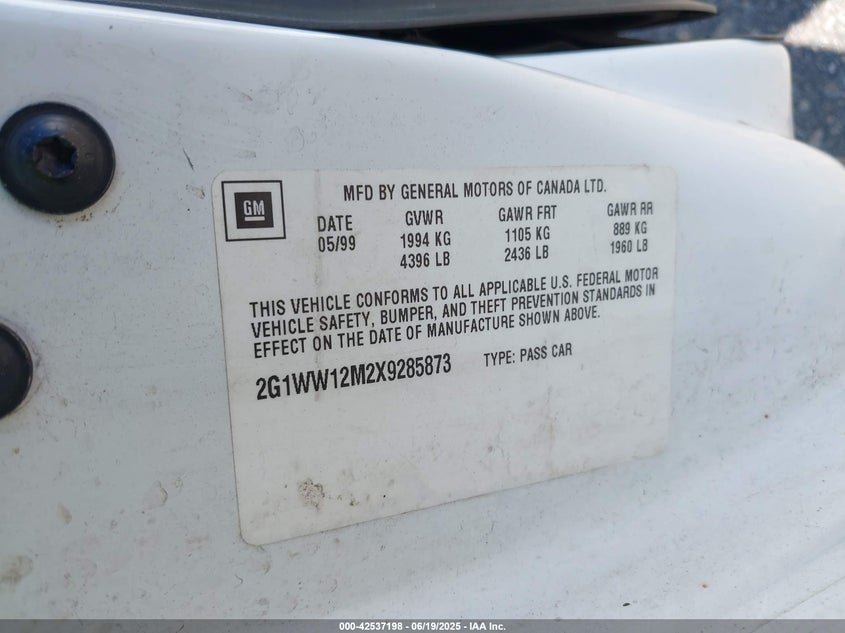 GM
MFD BY GENERAL MOTORS OF CANADA LTD.
DATE GVWR GAWR FRT GAWR RR
05/99 1994 KG 1105 KG 889 KG
4396 LB 2436 LB 1960 LB
THIS VEHICLE CONFORMS TO ALL APPLICABLE U.S. FEDERAL MOTOR
VEHICLE SAFETY, BUMPER, AND THEFT PREVENTION STANDARDS IN
EFFECT ON THE DATE OF MANUFACTURE SHOWN ABOVE.
2G1WW12M2X9285873 TYPE: PASS CAR
000-42537198 - 06/19/2025 - IAA Inc.